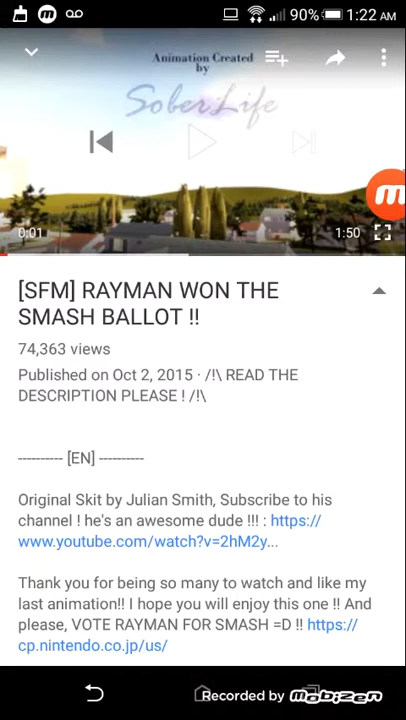 90% 1:22 AM
Animation Created
by
SoberLife
0:01
1:50
[SFM] RAYMAN WON THE
SMASH BALLOT !!
74,363 views
Published on Oct 2, 2015 · /!\ READ THE
DESCRIPTION PLEASE ! /!\
---------- [EN] ----------
Original Skit by Julian Smith, Subscribe to his
channel ! he's an awesome dude !!! : https://
www.youtube.com/watch?v=2hM2y...
Thank you for being so many to watch and like my
last animation!! I hope you will enjoy this one !! And
please, VOTE RAYMAN FOR SMASH =D !! https://
cp.nintendo.co.jp/us/
Recorded by mobizen